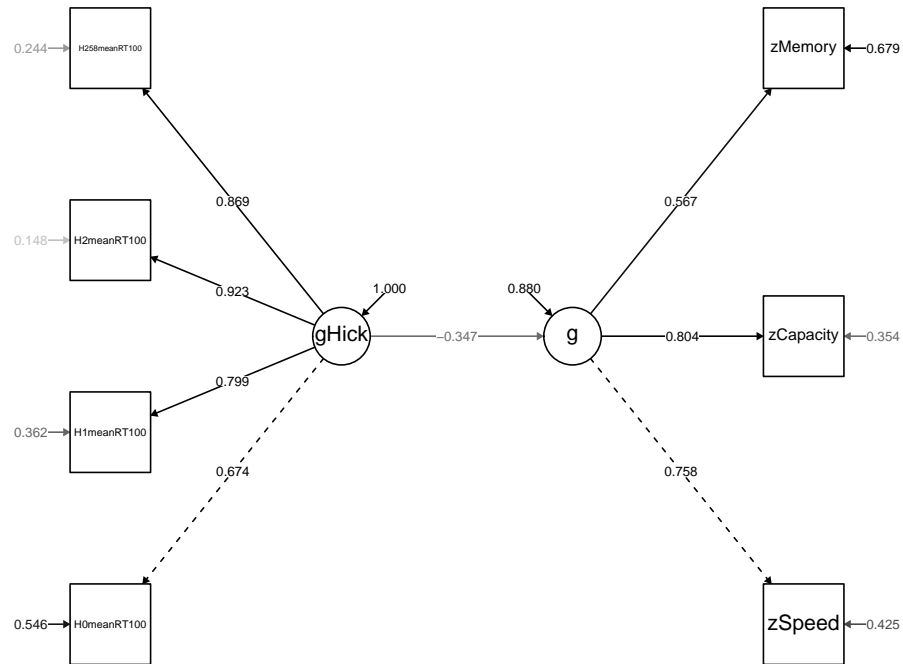 0.244
H258meanRT100
zMemory
0.679
0.869
0.567
0.148
H2meanRT100
0.923
1.000
0.880
gHick
−0.347
g
0.804
zCapacity
0.354
0.799
0.362
H1meanRT100
0.674
0.758
0.546
H0meanRT100
zSpeed
0.425